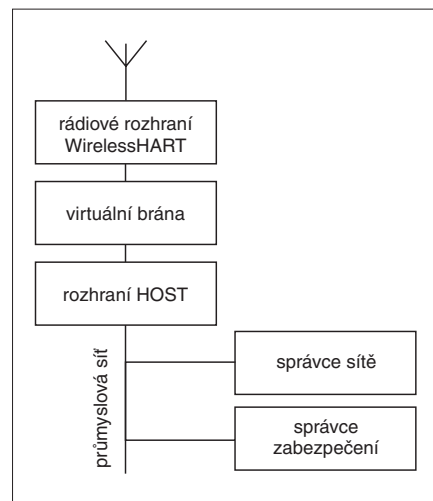 rádiové rozhraní
WirelessHART
virtuální brána
rozhraní HOST
průmyslová síť
správce sítě
správce
zabezpečení